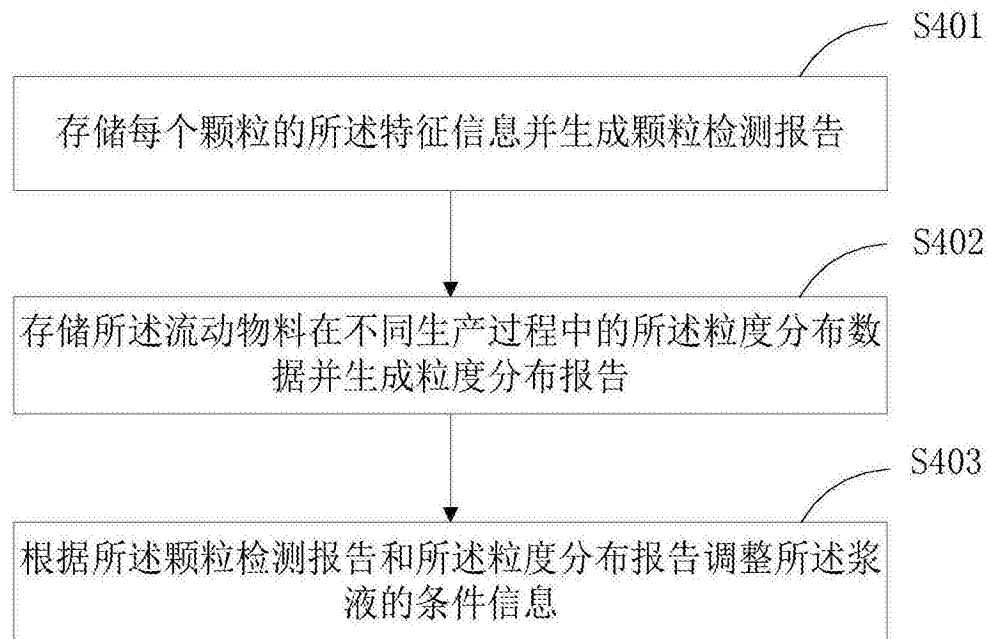 S401
存储每个颗粒的所述特征信息并生成颗粒检测报告
S402
存储所述流动物料在不同生产过程中的所述粒度分布数
据并生成粒度分布报告
S403
根据所述颗粒检测报告和所述粒度分布报告调整所述浆
液的条件信息